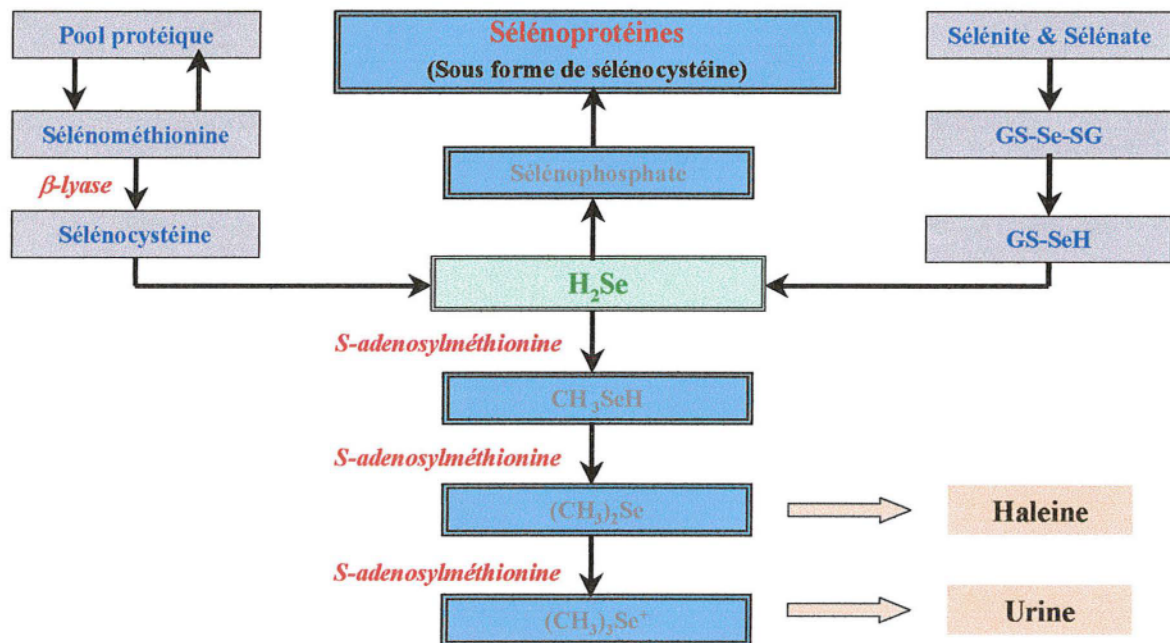 Pool protéique
Sélénoprotéines
(Sous forme de sélénocystéine)
Sélénite & Sélénate
Sélénométhionine
GS-Se-SG
Sélénophosphate
β-lyase
Sélénocystéine
GS-SeH
H₂Se
S-adenosylméthionine
CH₃SeH
S-adenosylméthionine
(CH₃)₂Se
Haleine
S-adenosylméthionine
(CH₃)₃Se⁺
Urine